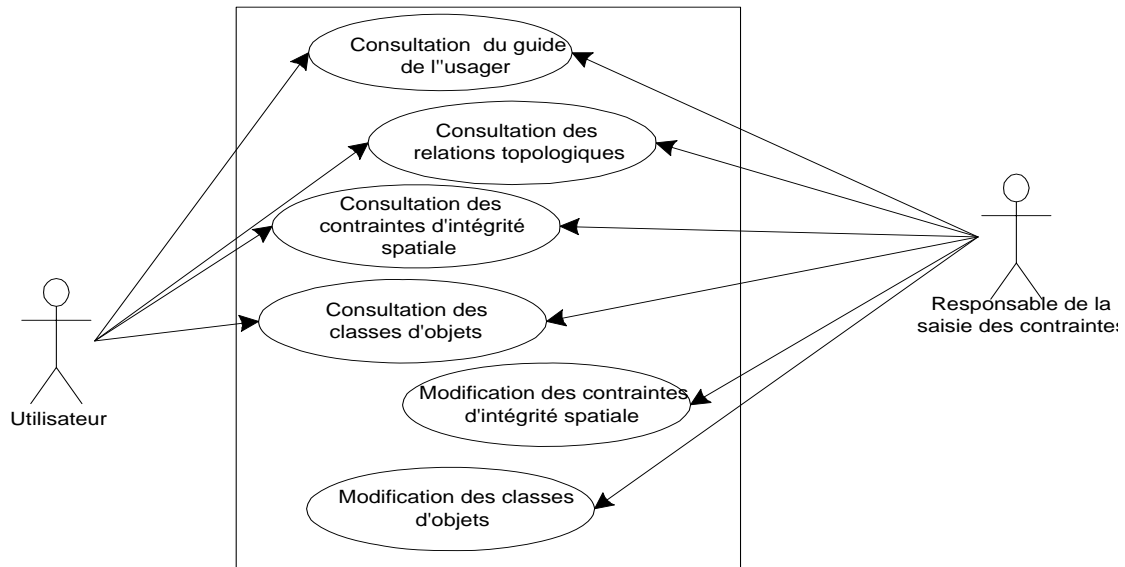 Consultation du guide
de l''usager
Consultation des
relations topologiques
Consultation des
contraintes d'intégrité
spatiale
Consultation des
classes d'objets
Modification des contraintes
d'intégrité spatiale
Modification des classes
d'objets
Utilisateur
Responsable de la
saisie des contraintes